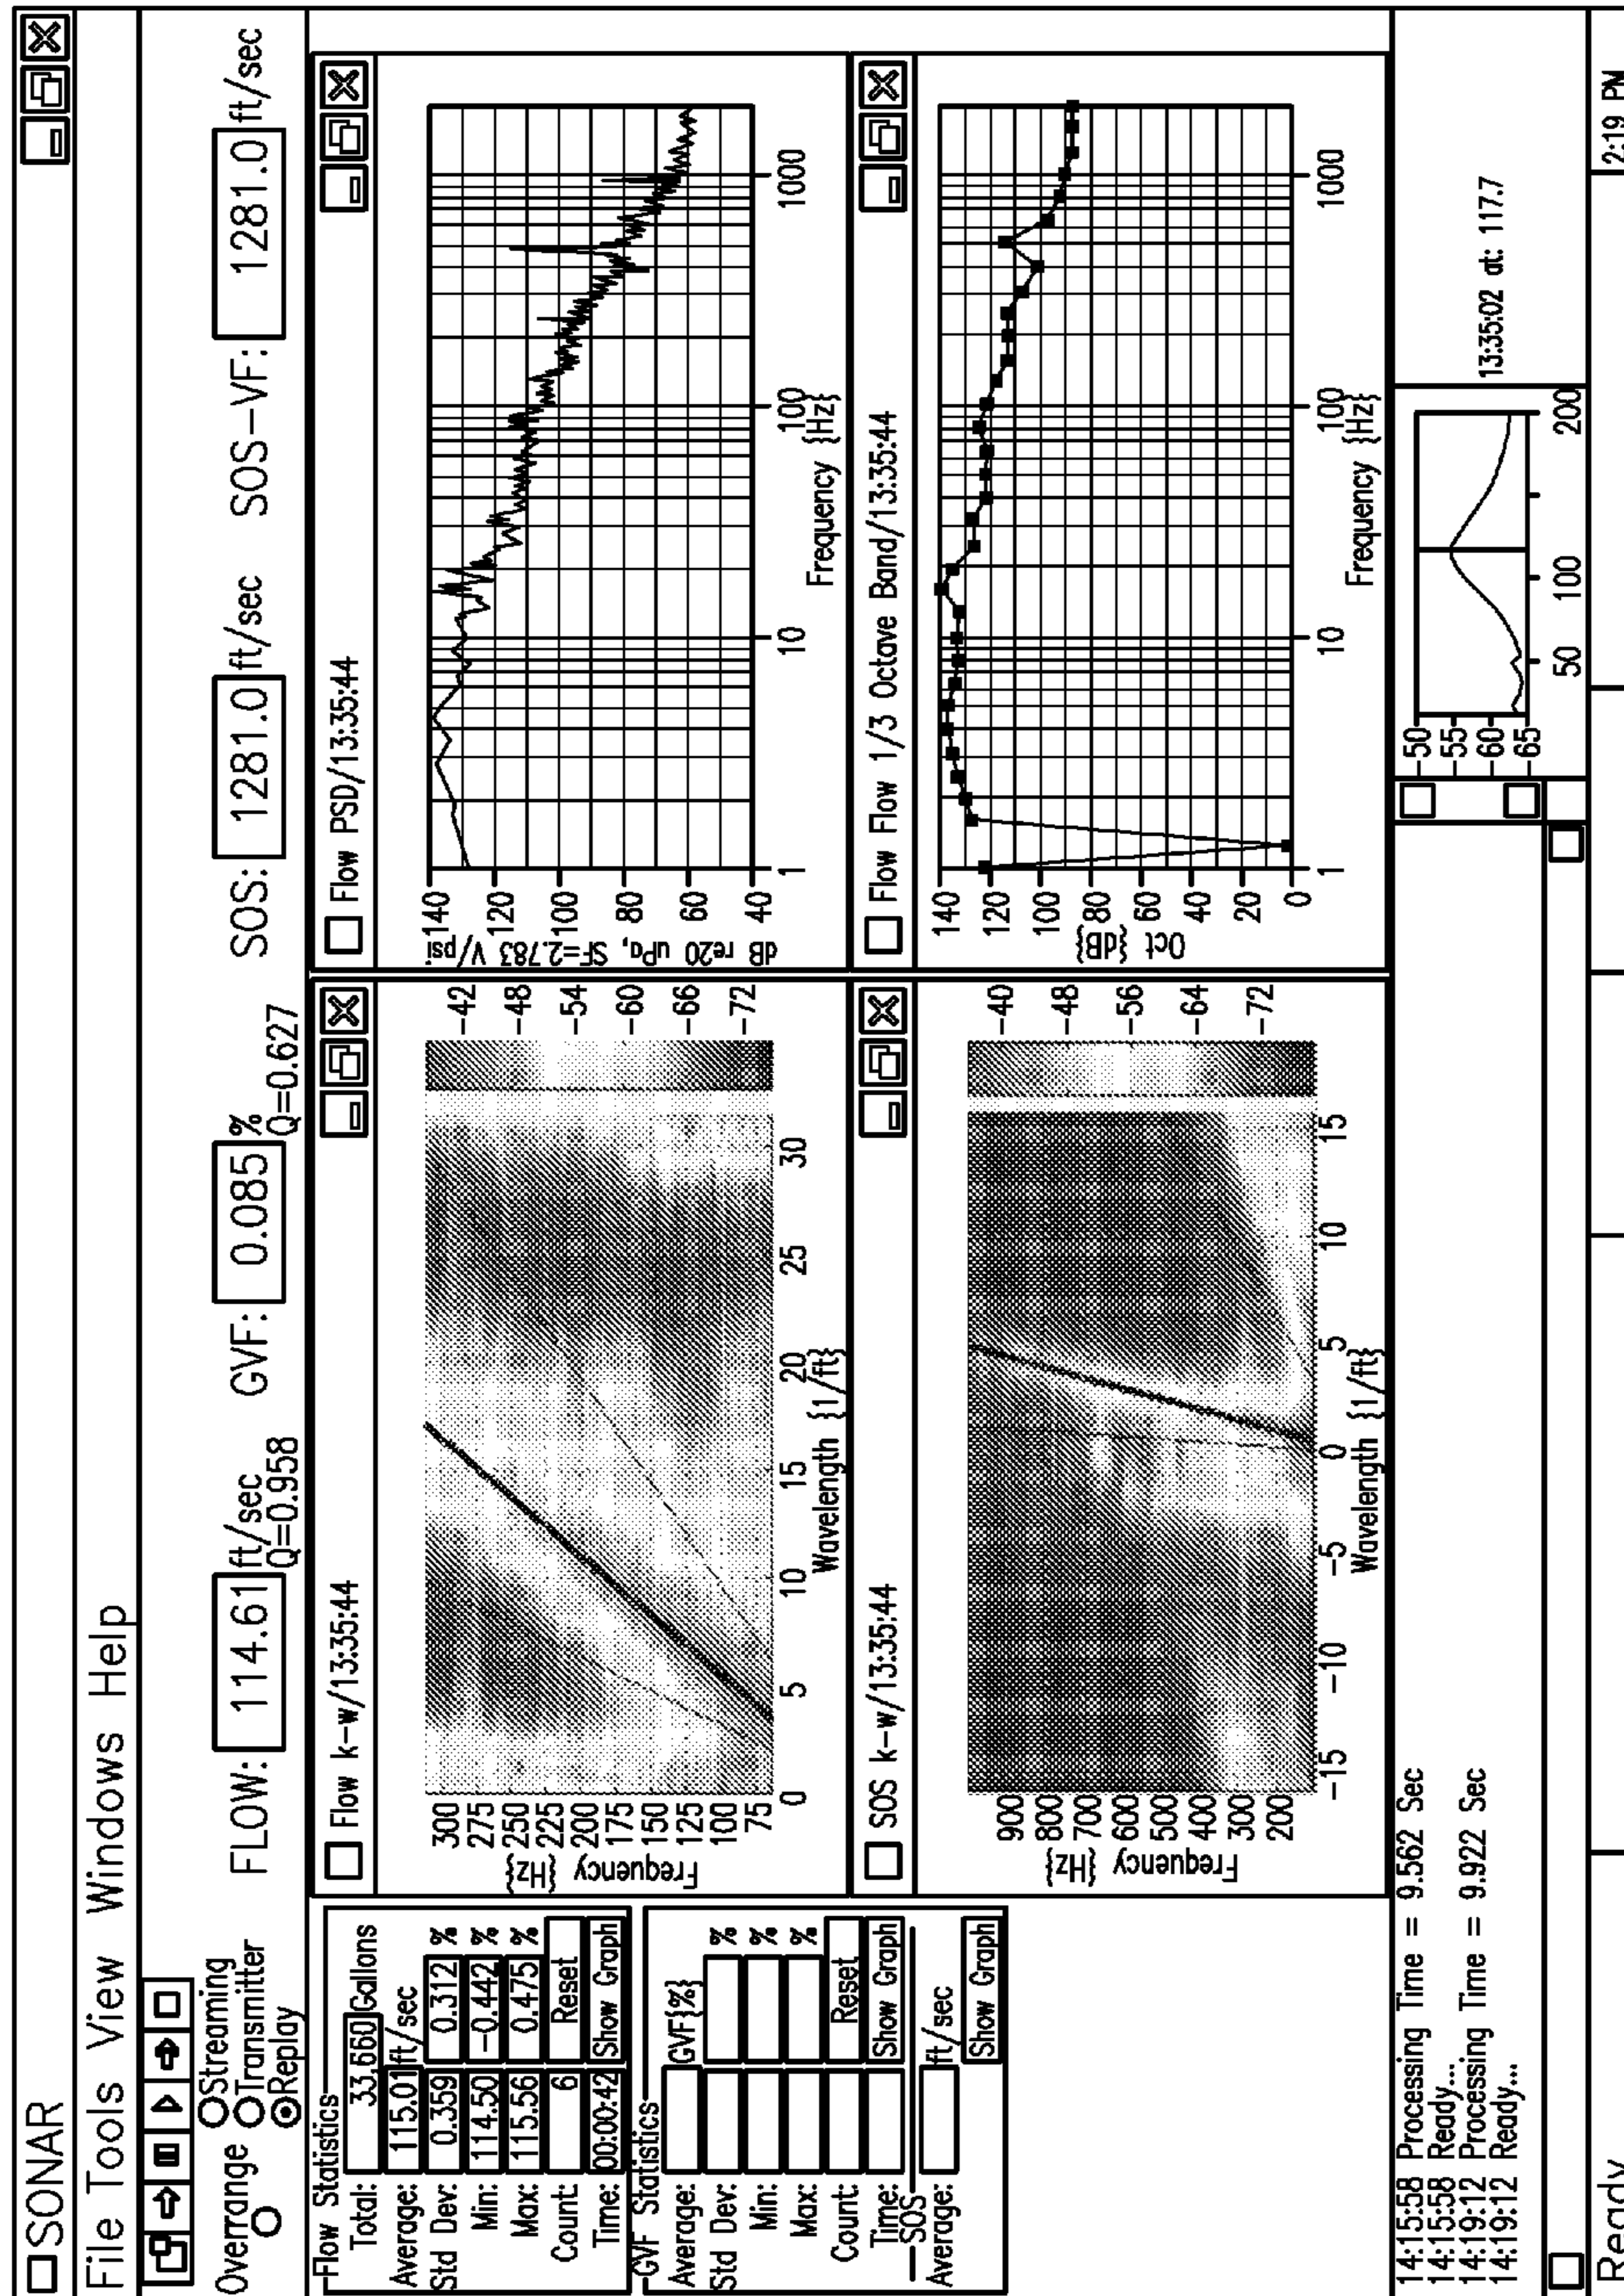 SONAR
File Tools View Windows Help
Overrange
Streaming
Transmitter
Replay
FLOW: 114.61 ft/sec
Q=0.958
GVF: 0.085 %
Q=0.627
SOS: 1281.0 ft/sec
SOS-VF: 1281.0 ft/sec
Flow Statistics
Total: 33,660 Gallons
Average: 115.01 ft/sec
Std Dev: 0.359 0.312 %
Min: 114.50 -0.442 %
Max: 115.56 0.475 %
Count: 6 Reset
Time: 00:00:42 Show Graph
GVF Statistics
Average: GVF{%}
Std Dev: %
Min: %
Max: %
Count: Reset
Time: Show Graph
SOS
Average: ft/sec
Show Graph
Flow k-w/13:35:44
Frequency {Hz}
300
275
250
225
200
175
150
125
100
75
0 5 10 15 20 25 30
Wavelength {1/ft}
-42
-48
-54
-60
-66
-72
Flow PSD/13:35:44
dB re20 uPa, SF=2.783 V/psi
140
120
100
80
60
40
1 10 100 1000
Frequency {Hz}
SOS k-w/13:35:44
Frequency {Hz}
900
800
700
600
500
400
300
200
-15 -10 -5 0 5 10 15
Wavelength {1/ft}
-40
-48
-56
-64
-72
Flow Flow 1/3 Octave Band/13:35:44
Oct {dB}
140
120
100
80
60
40
20
0
1 10 100 1000
Frequency {Hz}
14:15:58 Processing Time = 9.562 Sec
14:15:58 Ready...
14:19:12 Processing Time = 9.922 Sec
14:19:12 Ready...
-50
-55
-60
-65
50 100 200
13:35:02 at: 117.7
Ready
2:19 PM